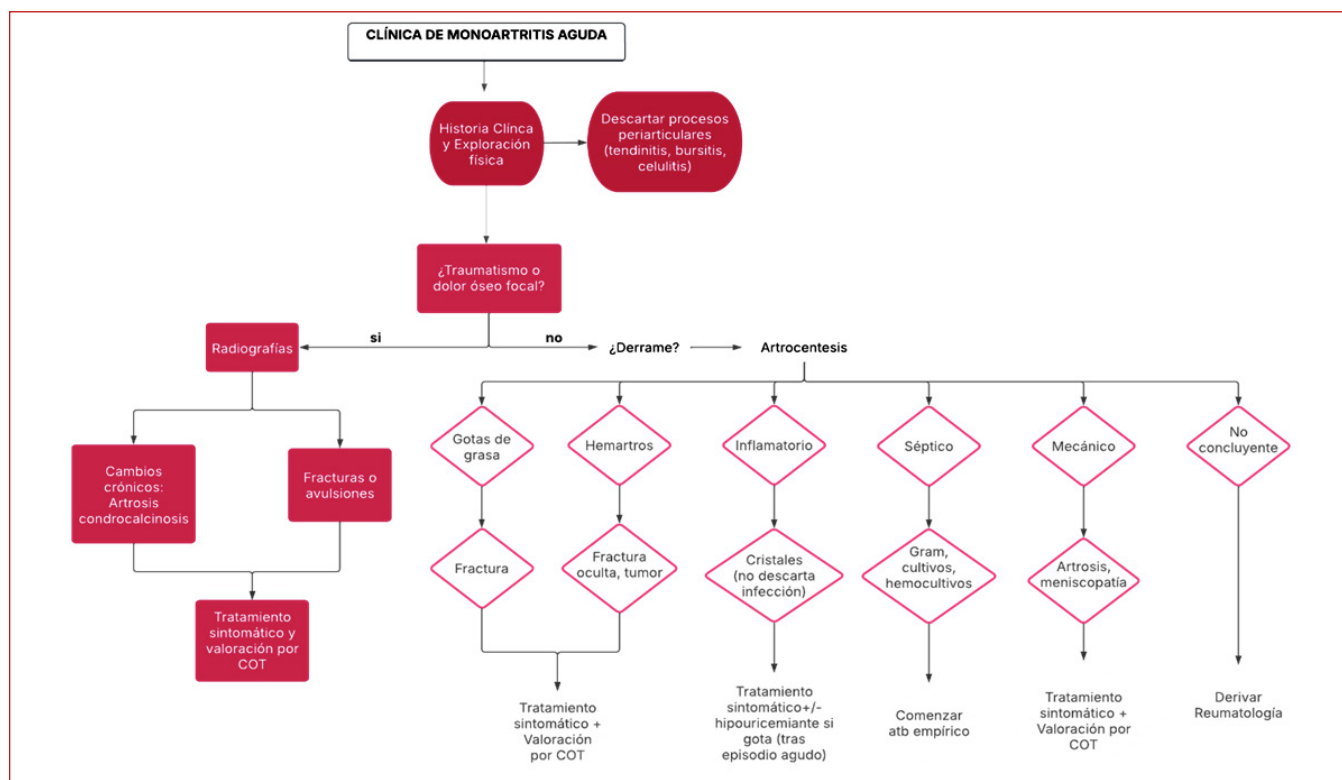 CLÍNICA DE MONOARTRITIS AGUDA
Historia Clínca
y Exploración
física
Descartar procesos
periarticulares
(tendinitis, bursitis,
celulitis)
¿Traumatismo o
dolor óseo focal?
si
no
Radiografías
¿Derrame?
Artrocentesis
Cambios
crónicos:
Artrosis
condrocalcinosis
Fracturas o
avulsiones
Tratamiento
sintomático y
valoración por
COT
Gotas de
grasa
Hemartros
Inflamatorio
Séptico
Mecánico
No
concluyente
Fractura
Fractura
oculta, tumor
Cristales
(no descarta
infección)
Gram,
cultivos,
hemocultivos
Artrosis,
meniscopatía
Tratamiento
sintomático +
Valoración
por COT
Tratamiento
sintomático+/-
hipouricemiante si
gota (tras
episodio agudo)
Comenzar
atb empírico
Tratamiento
sintomático +
Valoración por
COT
Derivar
Reumatología